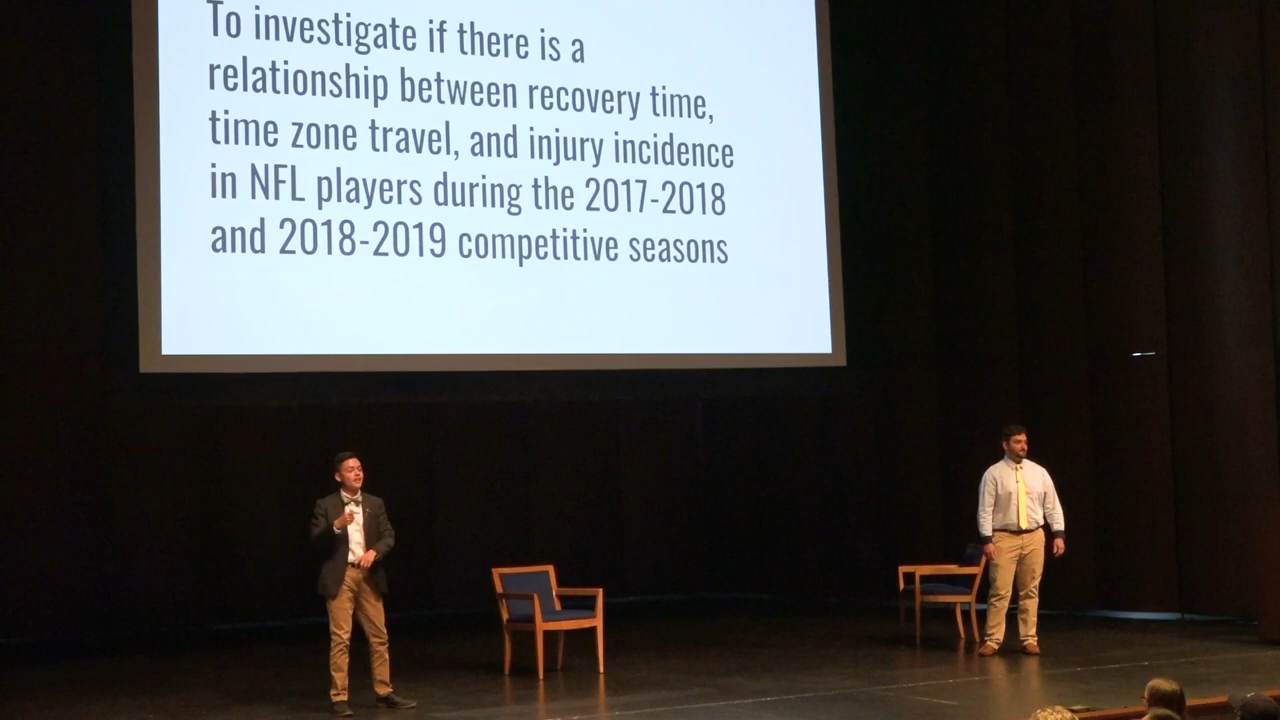 To investigate if there is a
relationship between recovery time,
time zone travel, and injury incidence
in NFL players during the 2017-2018
and 2018-2019 competitive seasons